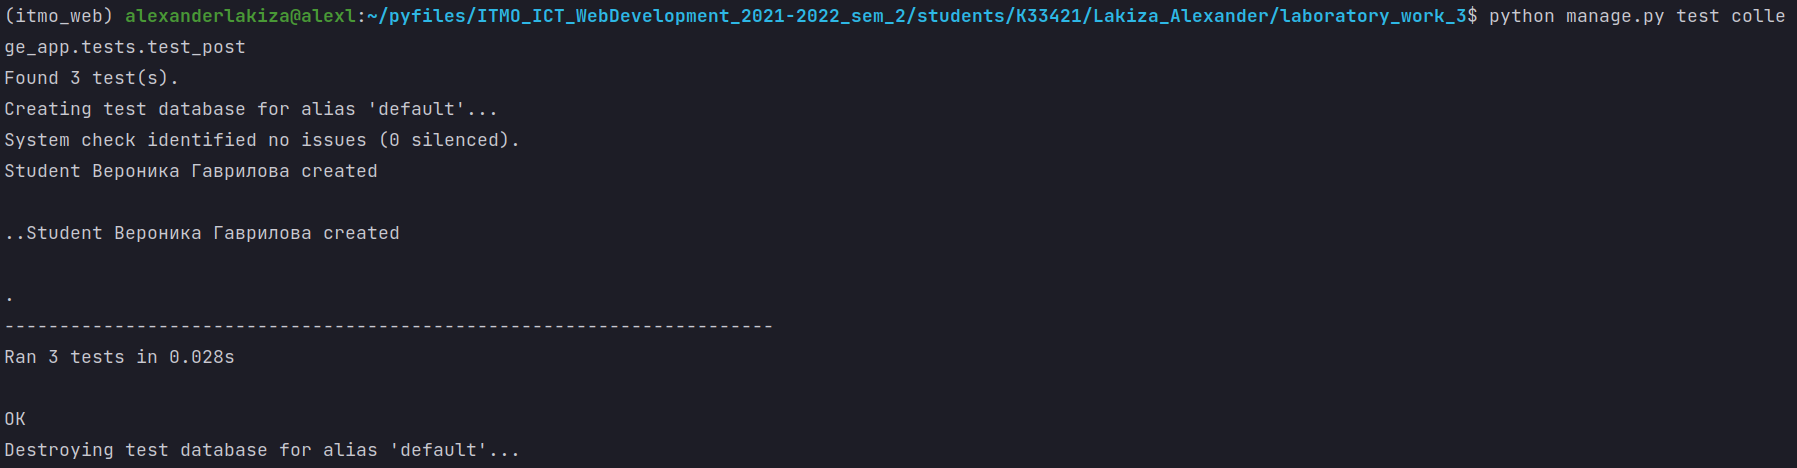 (itmo_web) alexanderlakiza@alexl:~/pyfiles/ITMO_ICT_WebDevelopment_2021-2022_sem_2/students/K33421/Lakiza_Alexander/laboratory_work_3$ python manage.py test colle
ge_app.tests.test_post
Found 3 test(s).
Creating test database for alias 'default'...
System check identified no issues (0 silenced).
Student Вероника Гаврилова created
..Student Вероника Гаврилова created
.
----------------------------------------------------------------------
Ran 3 tests in 0.028s
OK
Destroying test database for alias 'default'...